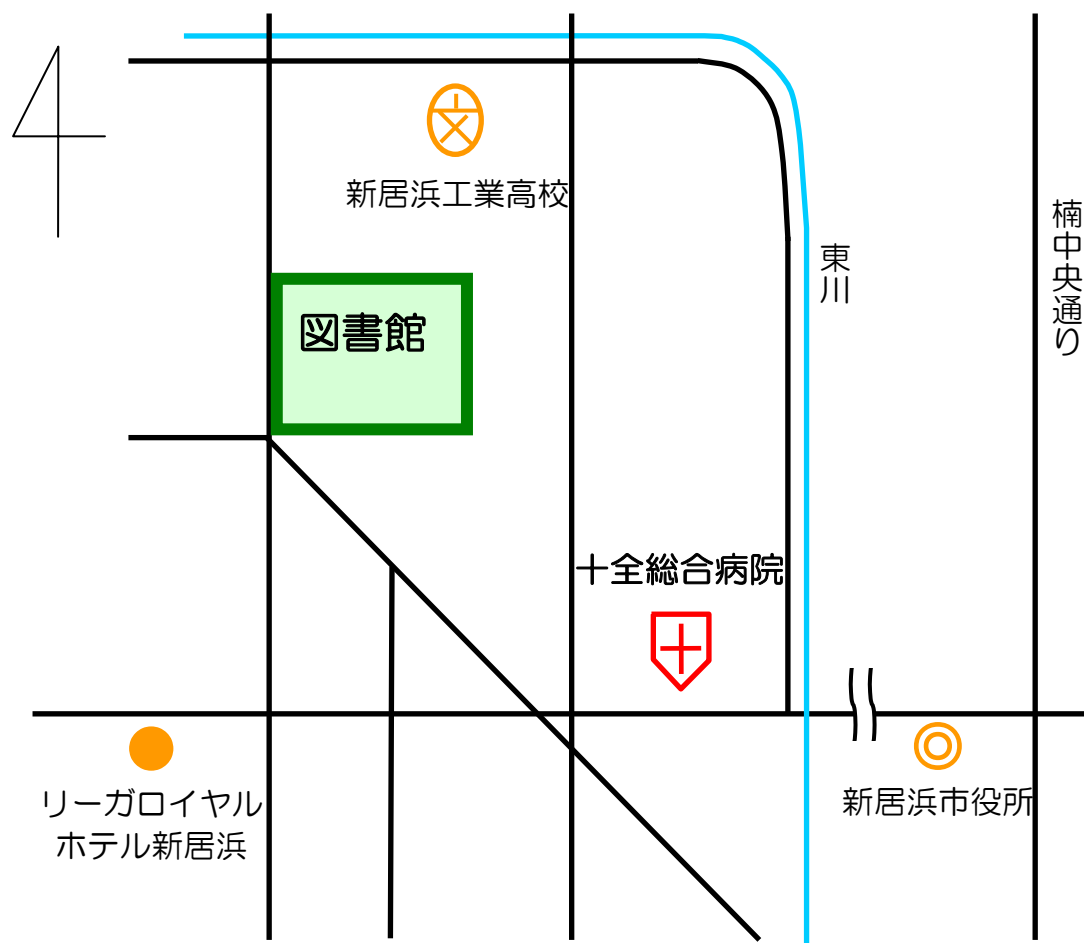 新居浜工業高校
東川
楠中央通り
図書館
十全総合病院
リーガロイヤル
ホテル新居浜
新居浜市役所